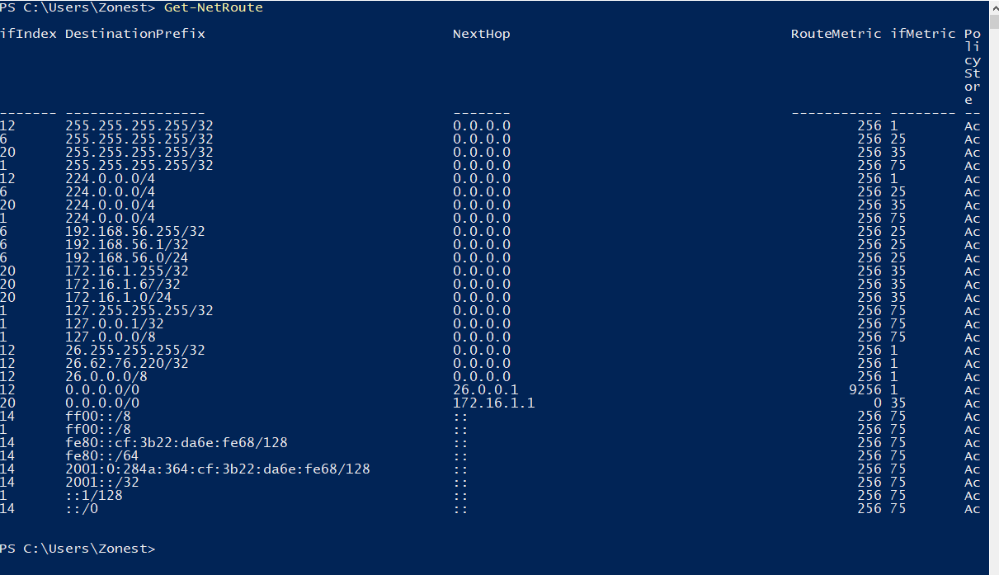 PS C:\Users\Zonest> Get-NetRoute
ifIndex DestinationPrefix NextHop RouteMetric ifMetric Po
li
cy
St
or
e
------- ----------------- ------- ----------- -------- --
12 255.255.255.255/32 0.0.0.0 256 1 Ac
6 255.255.255.255/32 0.0.0.0 256 25 Ac
20 255.255.255.255/32 0.0.0.0 256 35 Ac
1 255.255.255.255/32 0.0.0.0 256 75 Ac
12 224.0.0.0/4 0.0.0.0 256 1 Ac
6 224.0.0.0/4 0.0.0.0 256 25 Ac
20 224.0.0.0/4 0.0.0.0 256 35 Ac
1 224.0.0.0/4 0.0.0.0 256 75 Ac
6 192.168.56.255/32 0.0.0.0 256 25 Ac
6 192.168.56.1/32 0.0.0.0 256 25 Ac
6 192.168.56.0/24 0.0.0.0 256 25 Ac
20 172.16.1.255/32 0.0.0.0 256 35 Ac
20 172.16.1.67/32 0.0.0.0 256 35 Ac
20 172.16.1.0/24 0.0.0.0 256 35 Ac
1 127.255.255.255/32 0.0.0.0 256 75 Ac
1 127.0.0.1/32 0.0.0.0 256 75 Ac
1 127.0.0.0/8 0.0.0.0 256 75 Ac
12 26.255.255.255/32 0.0.0.0 256 1 Ac
12 26.62.76.220/32 0.0.0.0 256 1 Ac
12 26.0.0.0/8 0.0.0.0 256 1 Ac
12 0.0.0.0/0 26.0.0.1 9256 1 Ac
20 0.0.0.0/0 172.16.1.1 0 35 Ac
14 ff00::/8 :: 256 75 Ac
1 ff00::/8 :: 256 75 Ac
14 fe80::cf:3b22:da6e:fe68/128 :: 256 75 Ac
14 fe80::/64 :: 256 75 Ac
14 2001:0:284a:364:cf:3b22:da6e:fe68/128 :: 256 75 Ac
14 2001::/32 :: 256 75 Ac
1 ::1/128 :: 256 75 Ac
14 ::/0 :: 256 75 Ac
PS C:\Users\Zonest>